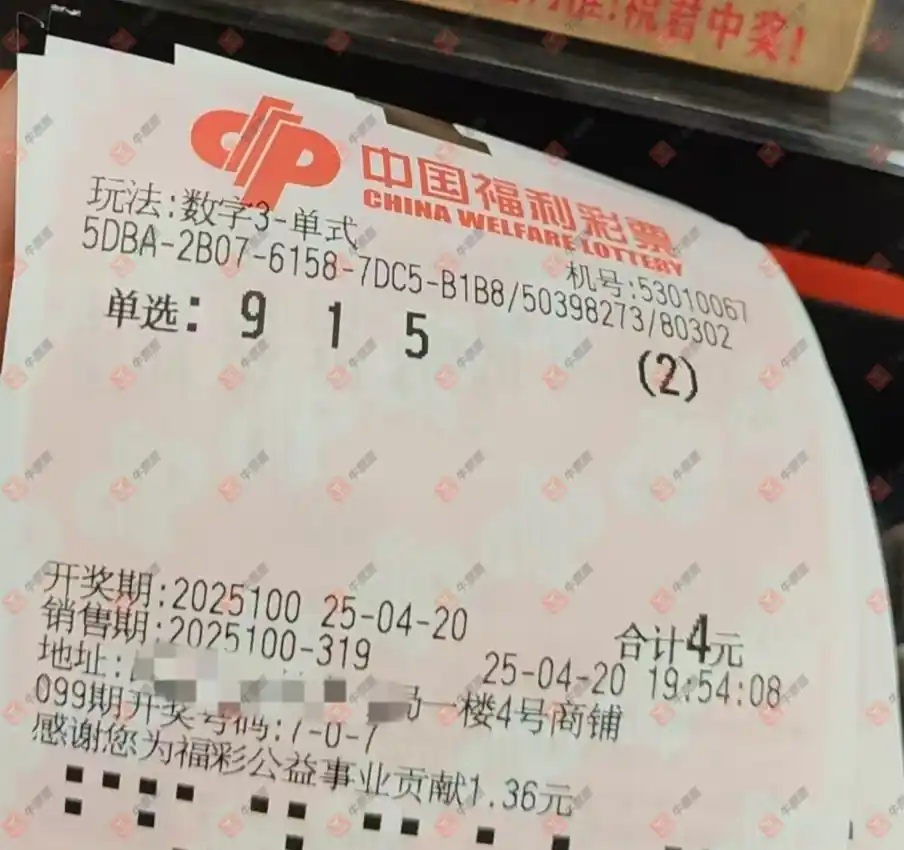 祝君中奖!
中国福利彩票
CHINA WELFARE LOTTERY
玩法:数字3-单式
机号:53010067
5DBA-2B07-6158-7DC5-B1B8/50398273/80302
单选: 9 1 5 (2)
开奖期:2025100 25-04-20
合计4元
销售期:2025100-319 25-04-20 19:54:08
地址: 一楼4号商铺
099期开奖号码:7-0-7
感谢您为福彩公益事业贡献1.36元